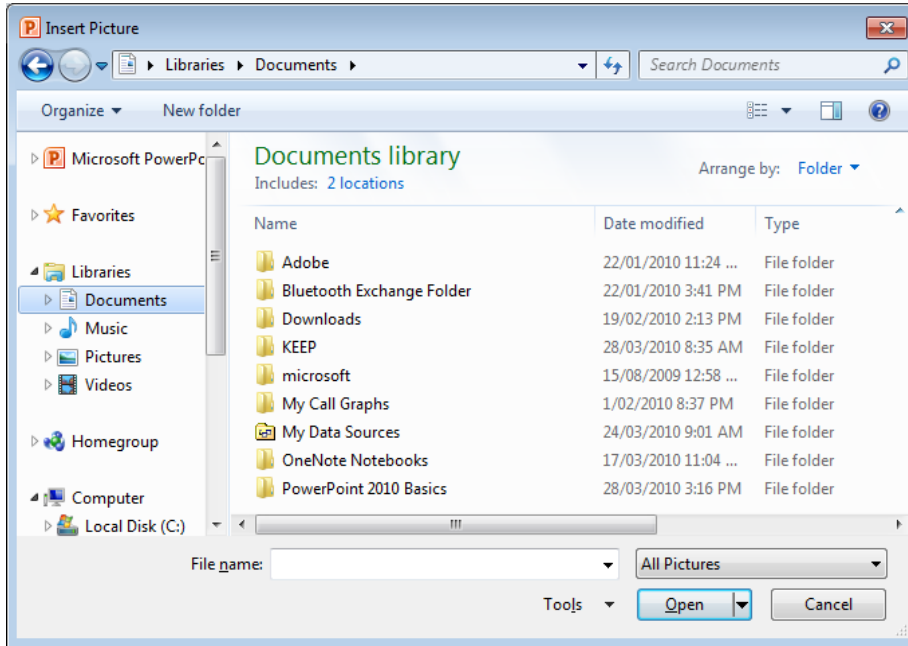 Insert Picture
Libraries Documents
Search Documents
Organize New folder
Microsoft PowerPc
Favorites
Libraries
Documents
Music
Pictures
Videos
Homegroup
Computer
Local Disk (C:)
Documents library
Includes: 2 locations
Arrange by: Folder
Name Date modified Type
Adobe 22/01/2010 11:24 ... File folder
Bluetooth Exchange Folder 22/01/2010 3:41 PM File folder
Downloads 19/02/2010 2:13 PM File folder
KEEP 28/03/2010 8:35 AM File folder
microsoft 15/08/2009 12:58 ... File folder
My Call Graphs 1/02/2010 8:37 PM File folder
My Data Sources 24/03/2010 9:01 AM File folder
OneNote Notebooks 17/03/2010 11:04 ... File folder
PowerPoint 2010 Basics 28/03/2010 3:16 PM File folder
File name: All Pictures
Tools Open Cancel